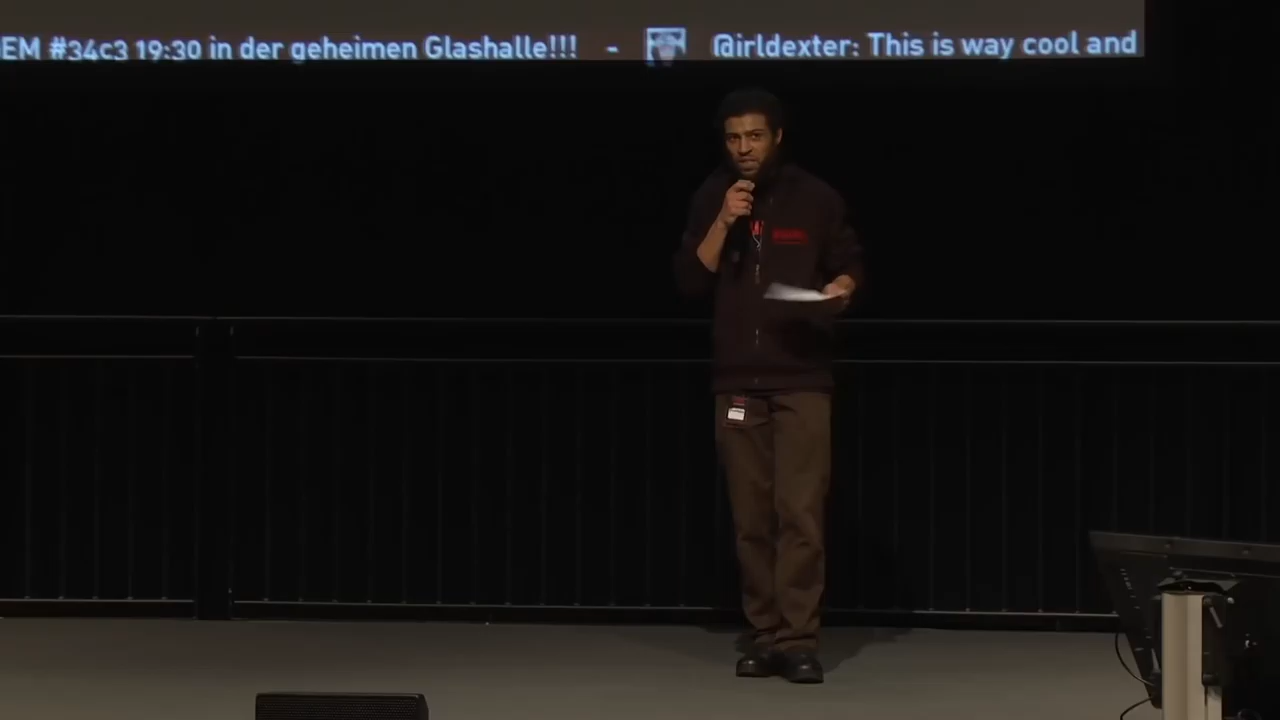 EM #34c3 19:30 in der geheimen Glashalle!!! - @irldexter: This is way cool and